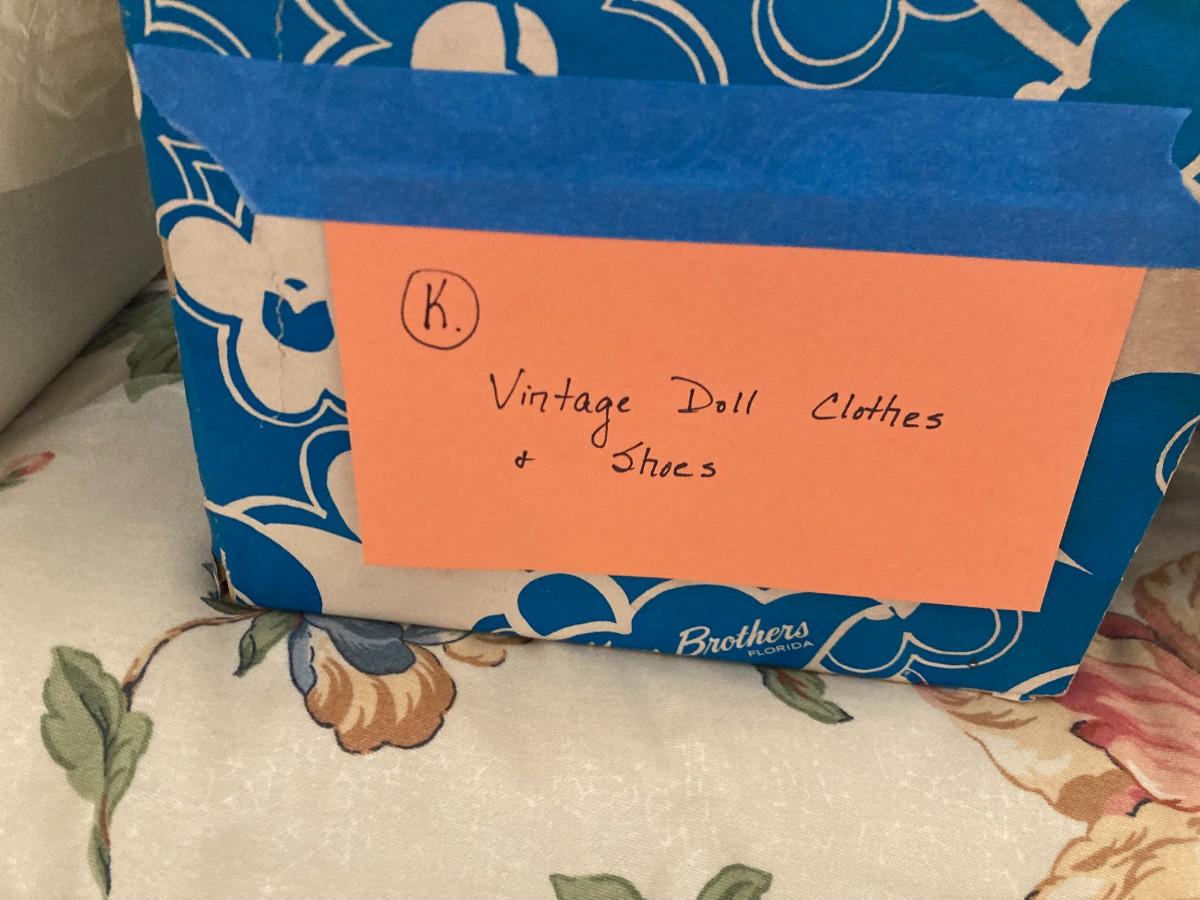 K.
Vintage Doll Clothes
& Shoes
Brothers
FLORIDA